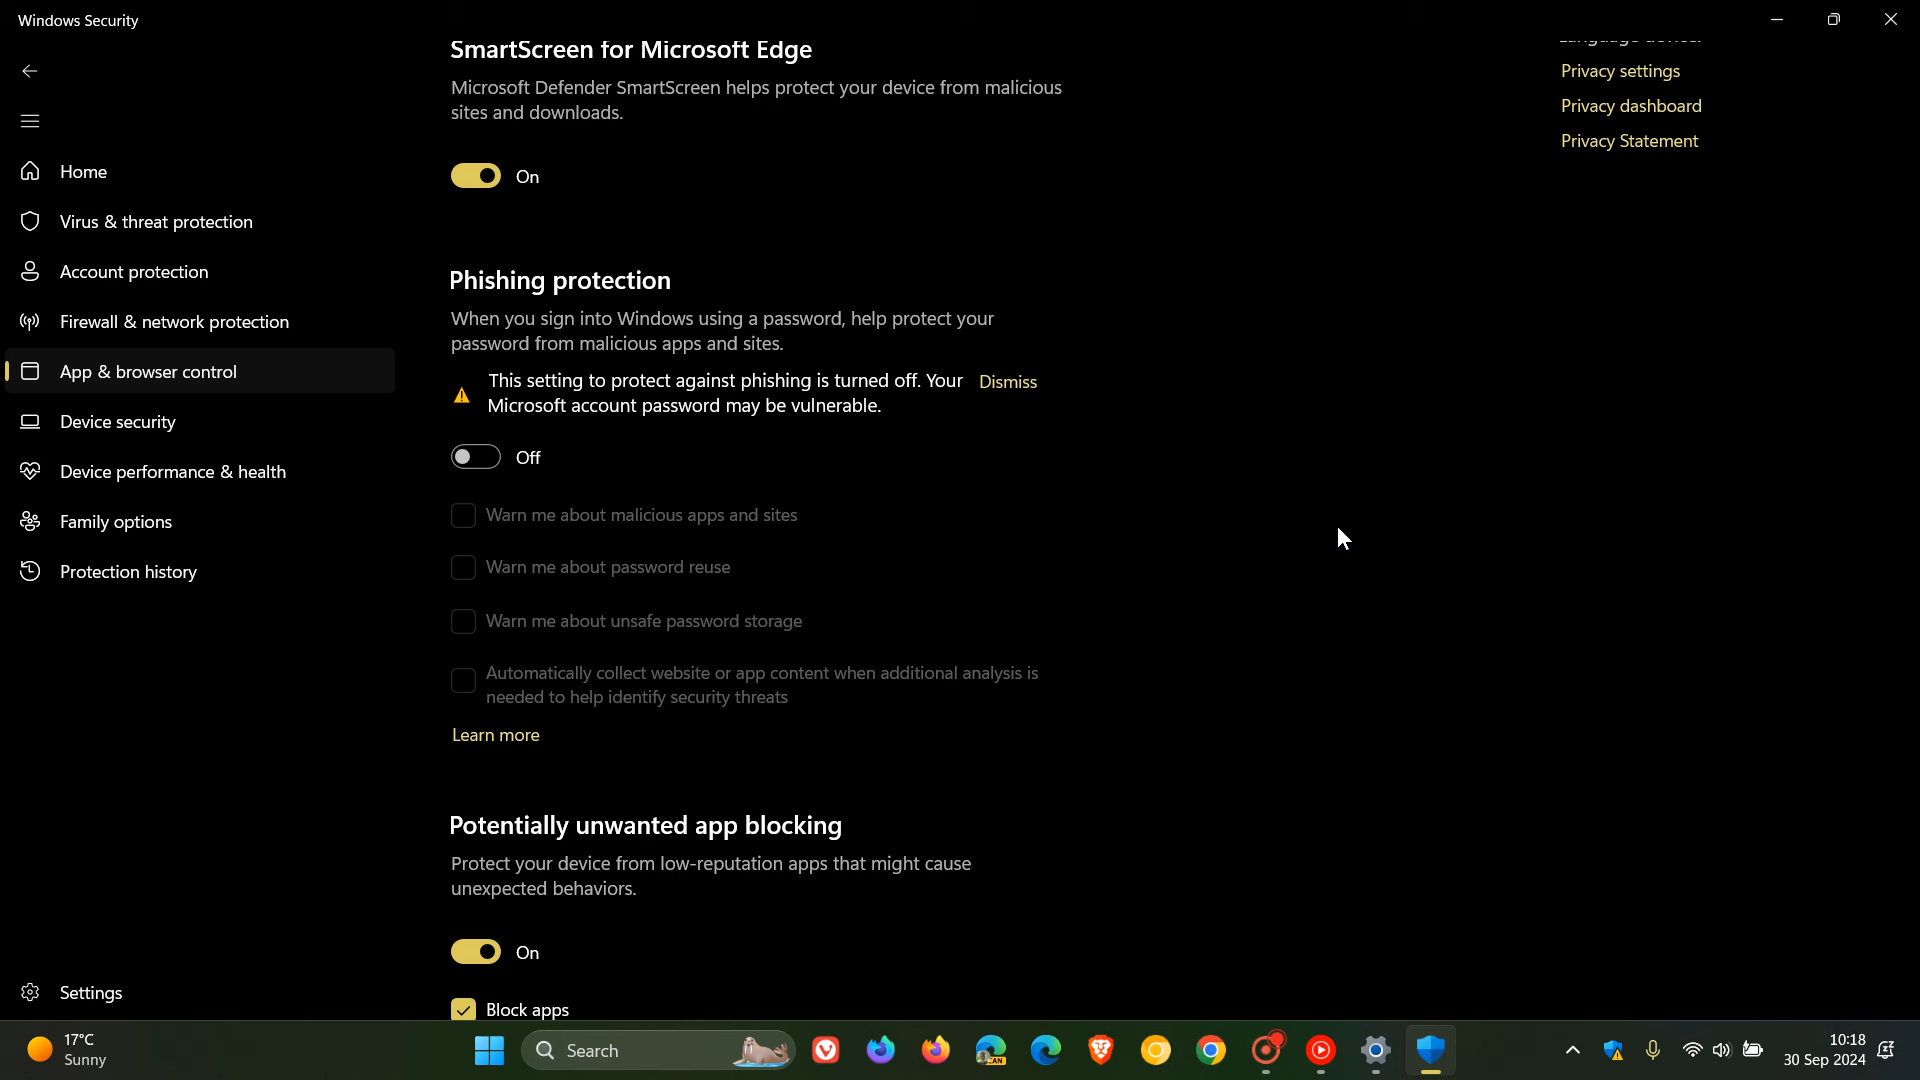 Windows Security
Home
Virus & threat protection
Account protection
Firewall & network protection
App & browser control
Device security
Device performance & health
Family options
Protection history
Settings
SmartScreen for Microsoft Edge
Microsoft Defender SmartScreen helps protect your device from malicious
sites and downloads.
On
Phishing protection
When you sign into Windows using a password, help protect your
password from malicious apps and sites.
This setting to protect against phishing is turned off. Your
Microsoft account password may be vulnerable.
Dismiss
Off
Warn me about malicious apps and sites
Warn me about password reuse
Warn me about unsafe password storage
Automatically collect website or app content when additional analysis is
needed to help identify security threats
Learn more
Potentially unwanted app blocking
Protect your device from low-reputation apps that might cause
unexpected behaviors.
On
Block apps
Privacy settings
Privacy dashboard
Privacy Statement
17°C
Sunny
Search
CAN
10:18
30 Sep 2024